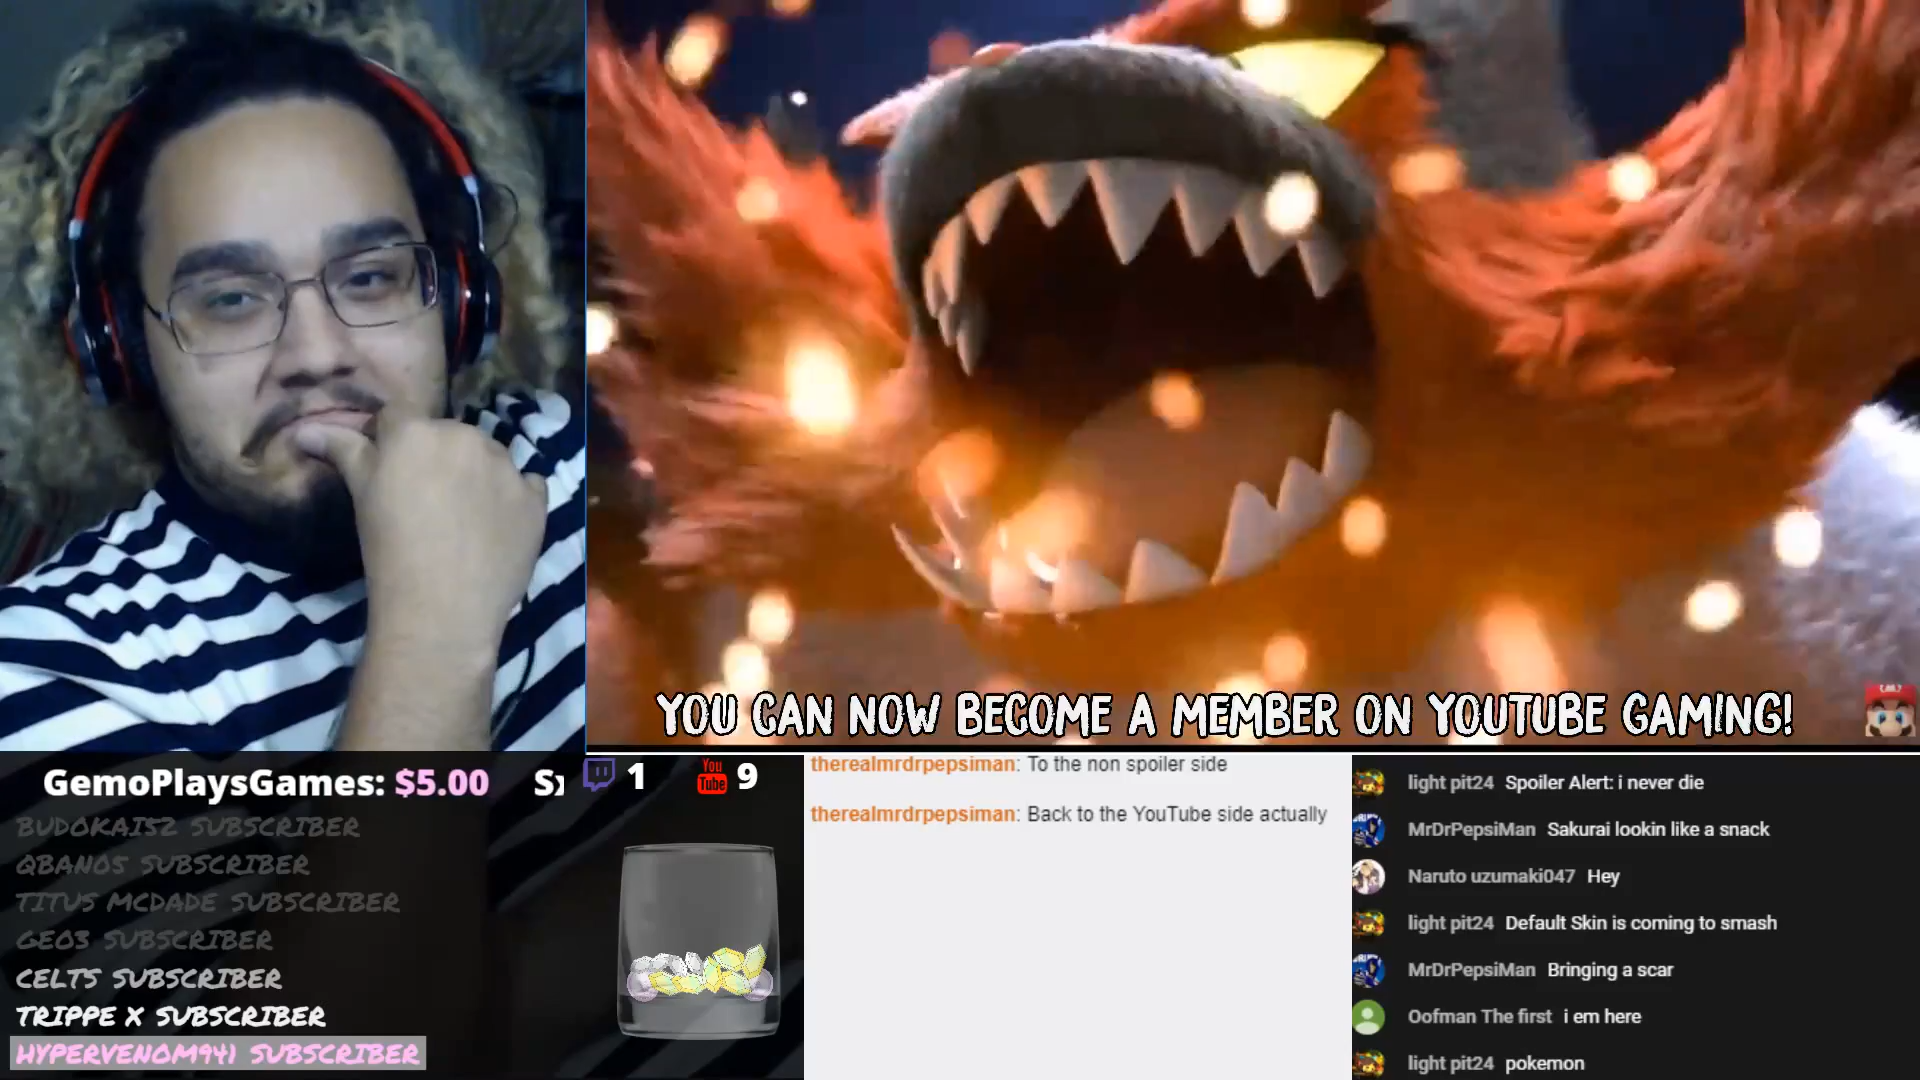 YOU CAN NOW BECOME A MEMBER ON YOUTUBE GAMING!
GemoPlaysGames: $5.00
1
You Tube 9
BUDOKAI52 SUBSCRIBER
QBANO5 SUBSCRIBER
TITUS MCDADE SUBSCRIBER
GEO3 SUBSCRIBER
CELTS SUBSCRIBER
TRIPPE X SUBSCRIBER
HYPERVENOM941 SUBSCRIBER
therealmrdrpepsiman: To the non spoiler side
therealmrdrpepsiman: Back to the YouTube side actually
light pit24 Spoiler Alert: i never die
MrDrPepsiMan Sakurai lookin like a snack
Naruto uzumaki047 Hey
light pit24 Default Skin is coming to smash
MrDrPepsiMan Bringing a scar
Oofman The first i em here
light pit24 pokemon